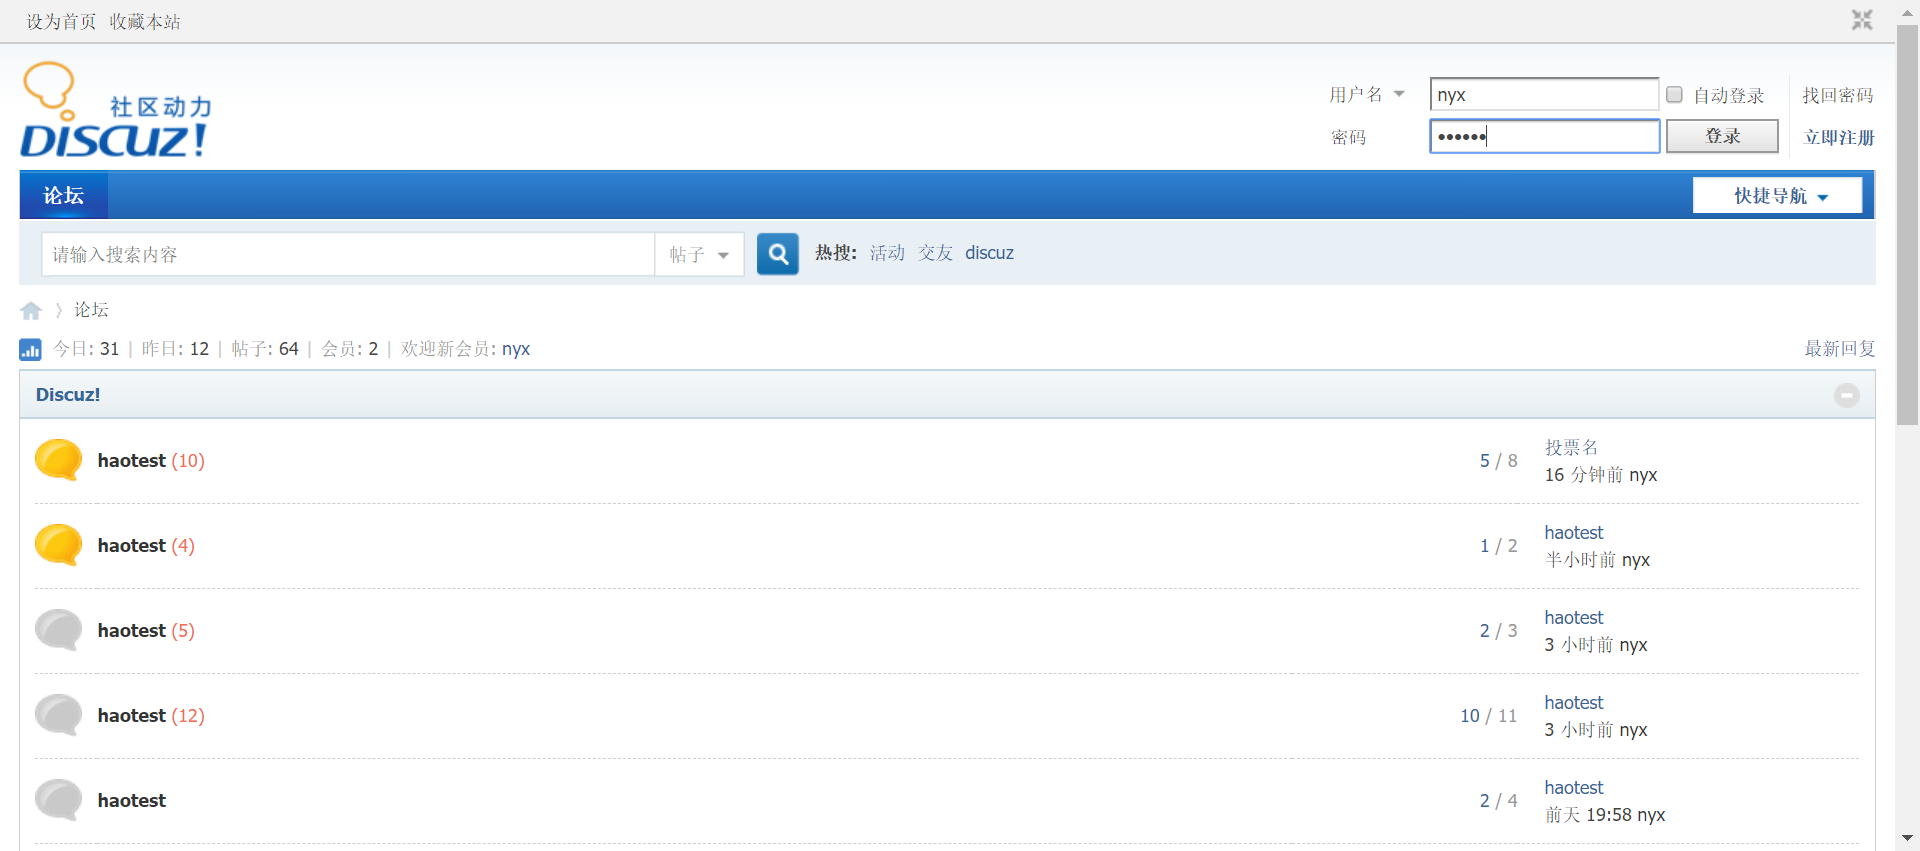 设为首页 收藏本站
社区动力
DISCUZ!
用户名 nyx 自动登录 找回密码
密码 •••••• 登录 立即注册
论坛 快捷导航
请输入搜索内容 帖子 热搜: 活动 交友 discuz
论坛
今日: 31 | 昨日: 12 | 帖子: 64 | 会员: 2 | 欢迎新会员: nyx 最新回复
Discuz!
haotest (10) 5 / 8 投票名
16 分钟前 nyx
haotest (4) 1 / 2 haotest
半小时前 nyx
haotest (5) 2 / 3 haotest
3 小时前 nyx
haotest (12) 10 / 11 haotest
3 小时前 nyx
haotest 2 / 4 haotest
前天 19:58 nyx